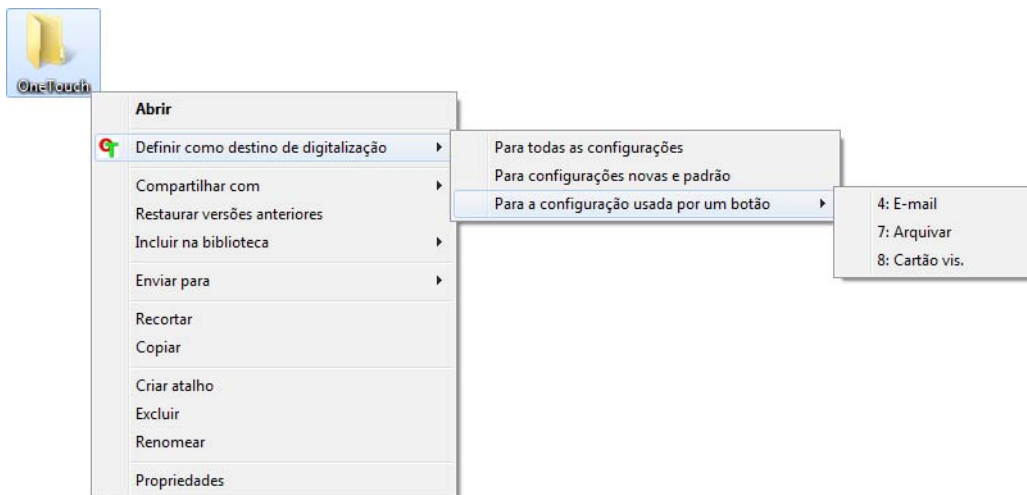 OneTouch
Abrir
Definir como destino de digitalização
Compartilhar com
Restaurar versões anteriores
Incluir na biblioteca
Enviar para
Recortar
Copiar
Criar atalho
Excluir
Renomear
Propriedades
Para todas as configurações
Para configurações novas e padrão
Para a configuração usada por um botão
4: E-mail
7: Arquivar
8: Cartão vis.